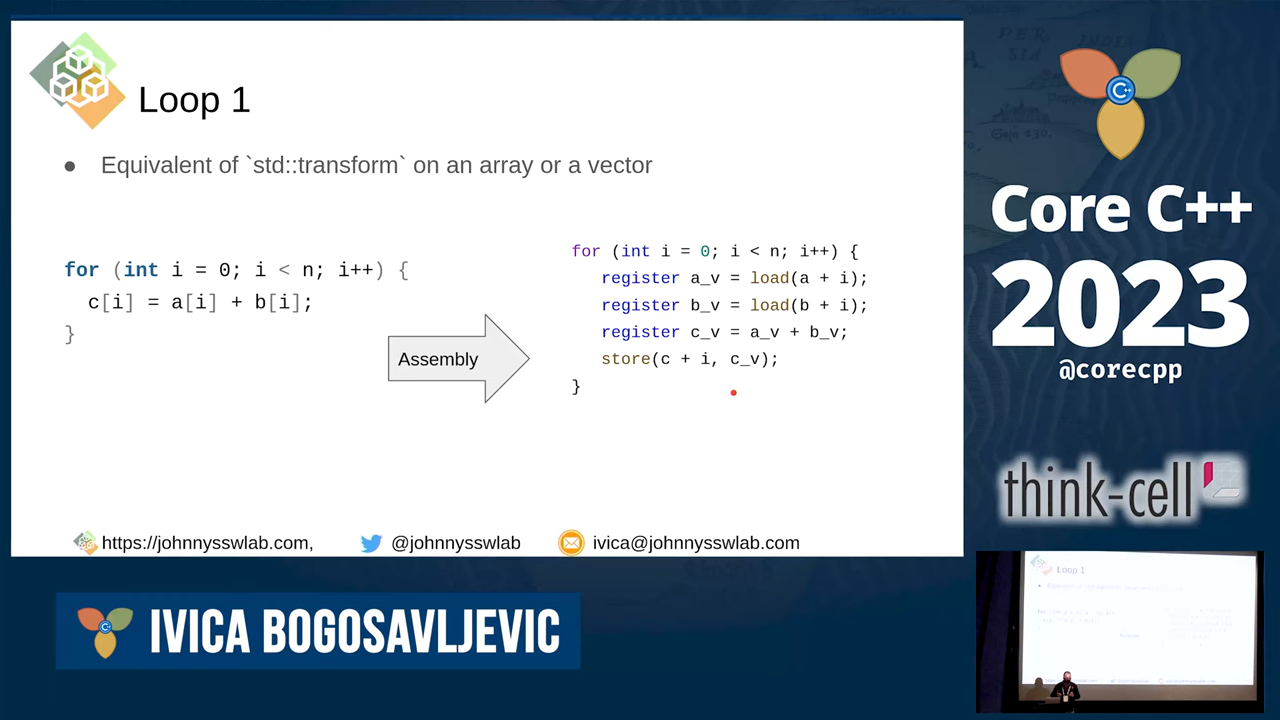 Loop 1
● Equivalent of `std::transform` on an array or a vector
for (int i = 0; i < n; i++) {
c[i] = a[i] + b[i];
}
Assembly
for (int i = 0; i < n; i++) {
register a_v = load(a + i);
register b_v = load(b + i);
register c_v = a_v + b_v;
store(c + i, c_v);
}
https://johnnysswlab.com,
@johnnysswlab
ivica@johnnysswlab.com
C++
Core C++
2023
@corecpp
think-cell
Loop 1
IVICA BOGOSAVLJEVIC